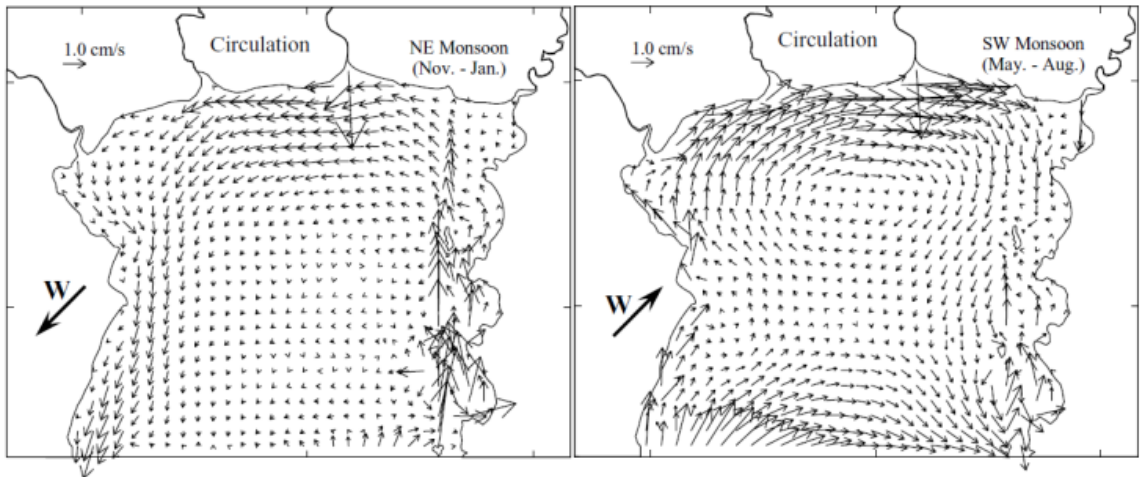 1.0 cm/s
Circulation
NE Monsoon
(Nov. - Jan.)
W
1.0 cm/s
Circulation
SW Monsoon
(May. - Aug.)
W